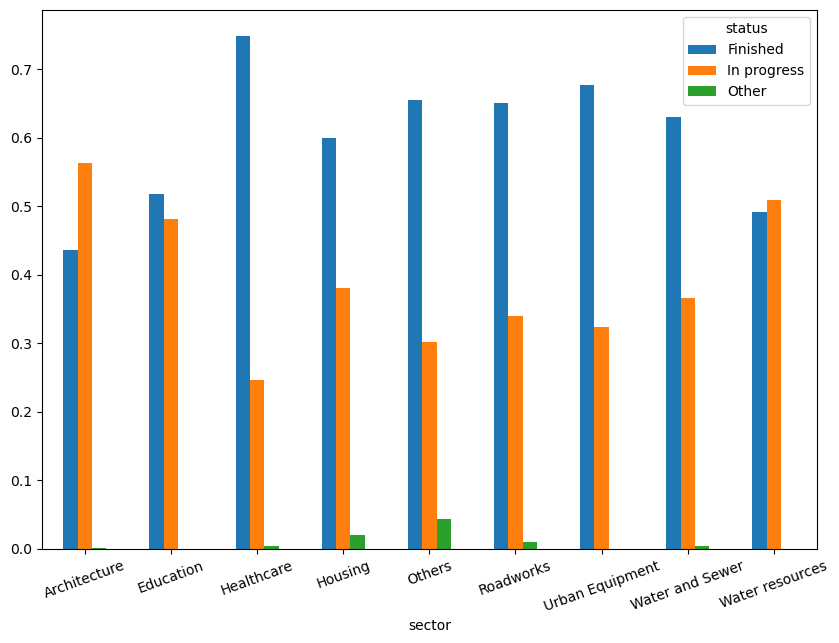 status
Finished
In progress
Other
0.7
0.6
0.5
0.4
0.3
0.2
0.1
0.0
Architecture
Education
Healthcare
Housing
Others
Roadworks
Urban Equipment
Water and Sewer
Water resources
sector